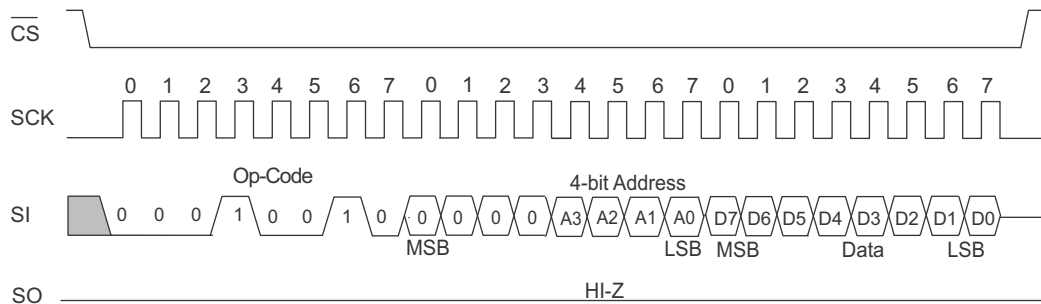 CS
0 1 2 3 4 5 6 7 0 1 2 3 4 5 6 7 0 1 2 3 4 5 6 7
SCK
Op-Code 4-bit Address
SI 0 0 0 1 0 0 1 0 0 0 0 0 A3 A2 A1 A0 D7 D6 D5 D4 D3 D2 D1 D0
MSB LSB MSB Data LSB
HI-Z
SO